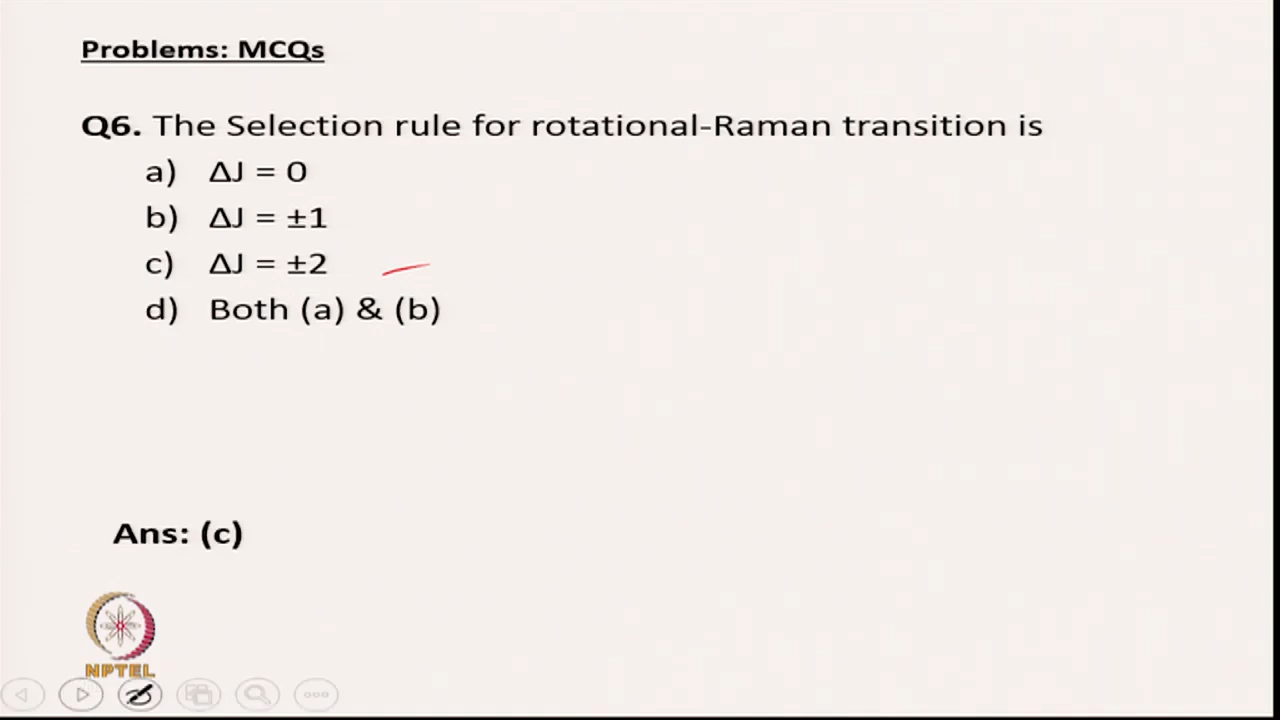 Problems: MCQs
Q6. The Selection rule for rotational-Raman transition is
a) ΔJ = 0
b) ΔJ = ±1
c) ΔJ = ±2
d) Both (a) & (b)
Ans: (c)
NPTEL